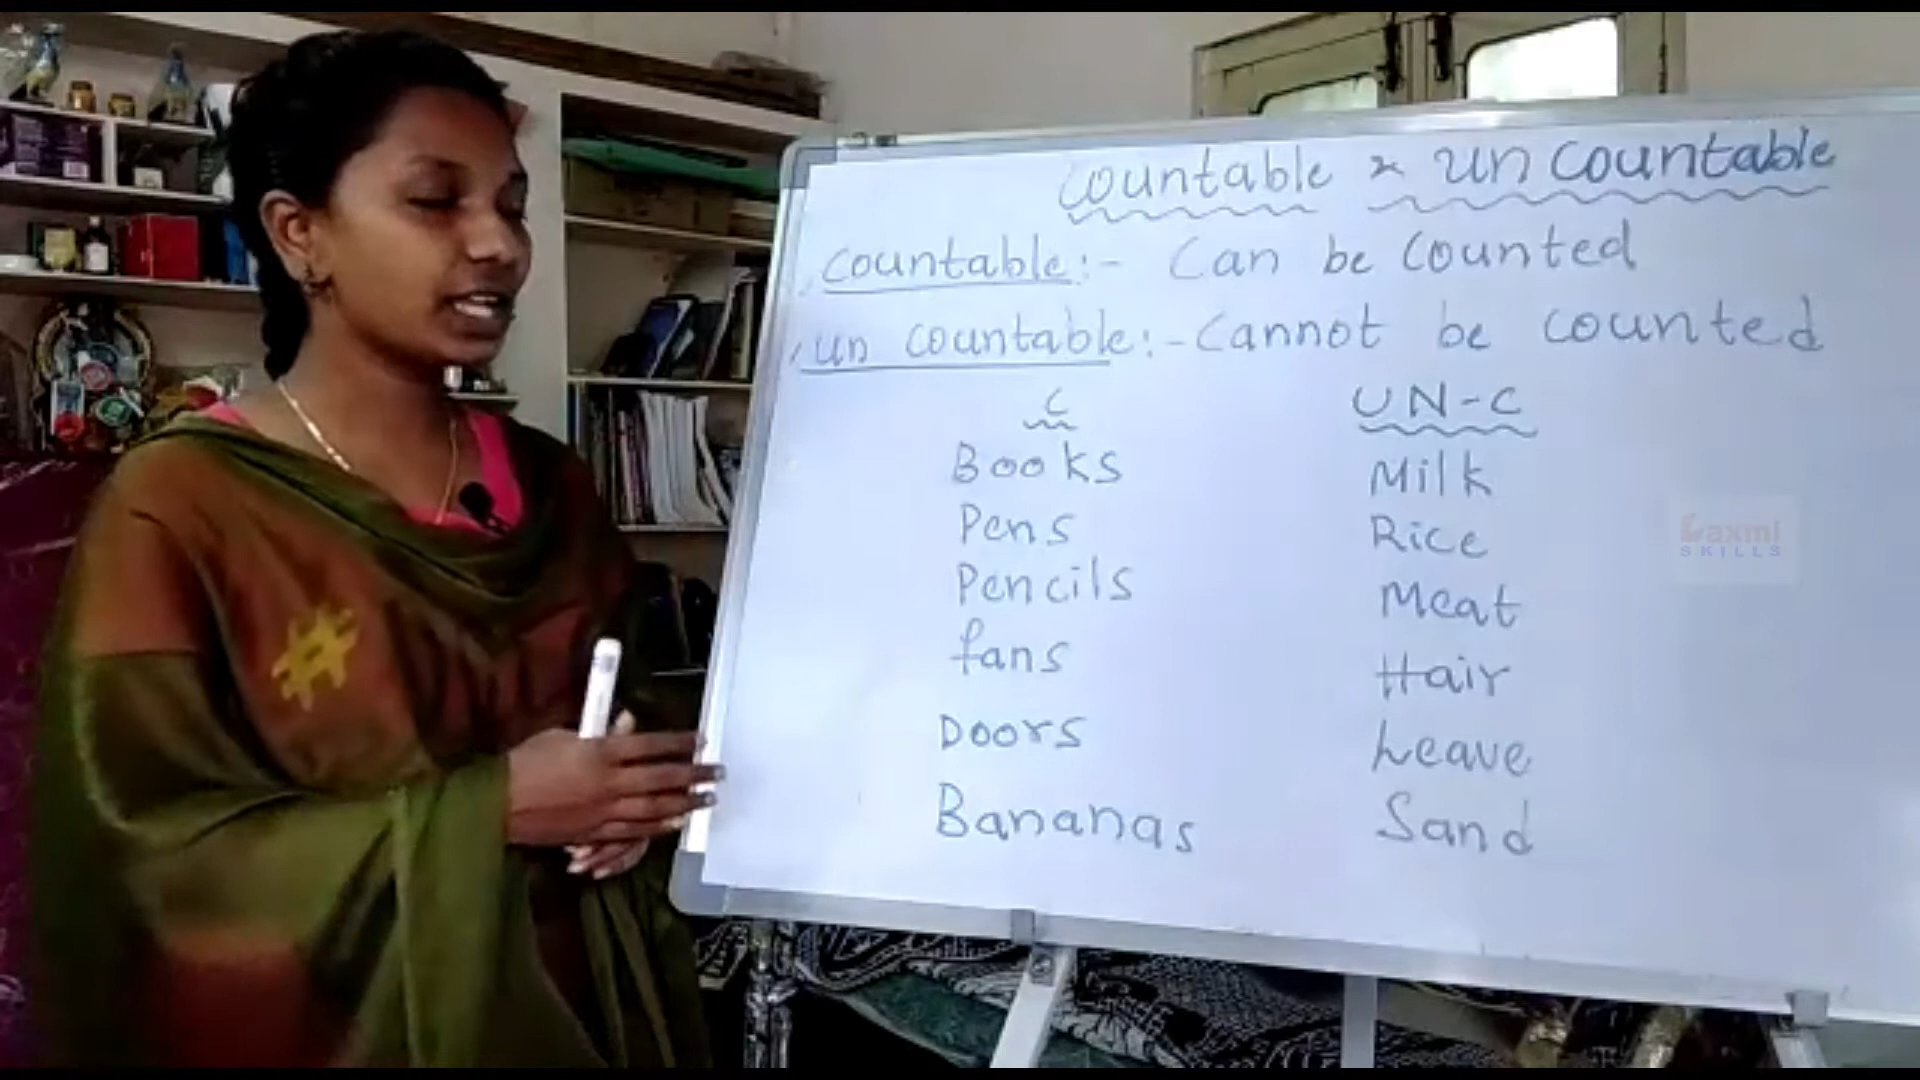 Countable x un countable
Countable:- Can be Counted
un countable:- Cannot be counted
C UN-C
Books Milk
Pens Rice
Pencils Meat
fans Hair
Doors Leave
Bananas Sand
Laxmi
SKILLS